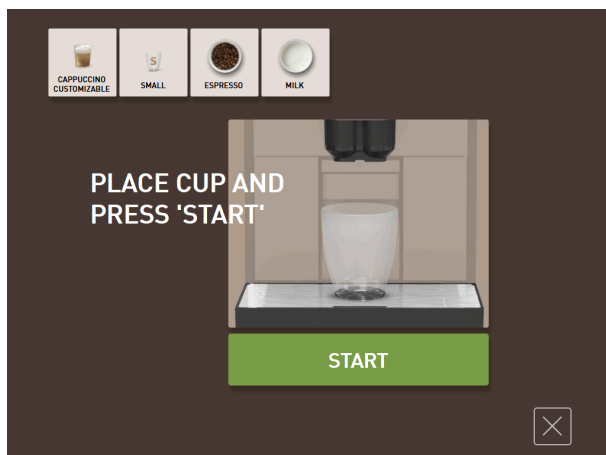 CAPPUCCINO
CUSTOMIZABLE
S
SMALL
ESPRESSO
MILK
PLACE CUP AND
PRESS 'START'
START